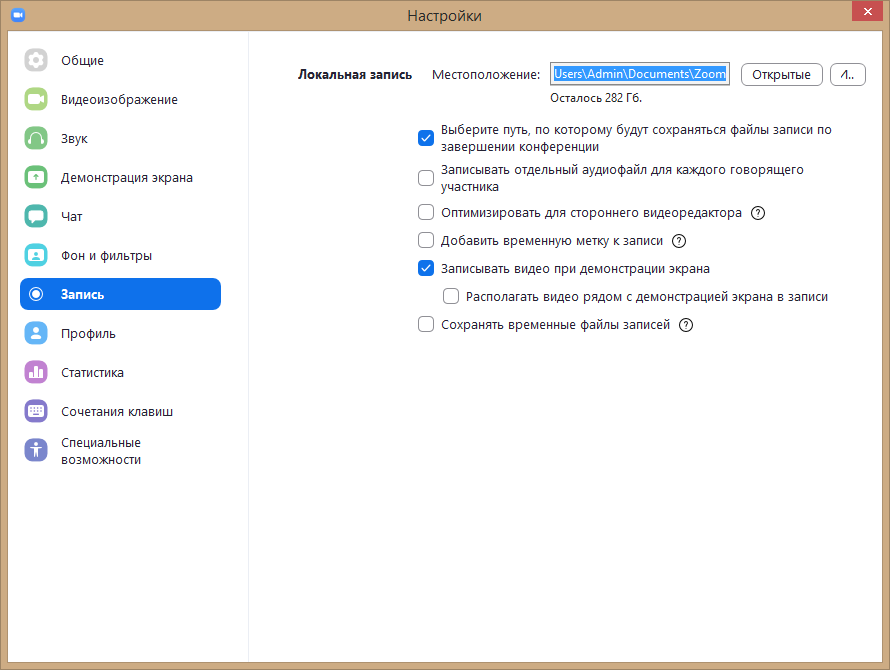 Настройки
Общие
Видеоизображение
Звук
Демонстрация экрана
Чат
Фон и фильтры
Запись
Профиль
Статистика
Сочетания клавиш
Специальные
возможности
Локальная запись Местоположение: Users\Admin\Documents\Zoom Открытые И..
Осталось 282 Гб.
Выберите путь, по которому будут сохраняться файлы записи по
завершении конференции
Записывать отдельный аудиофайл для каждого говорящего
участника
Оптимизировать для стороннего видеоредактора ?
Добавить временную метку к записи ?
Записывать видео при демонстрации экрана
Располагать видео рядом с демонстрацией экрана в записи
Сохранять временные файлы записей ?